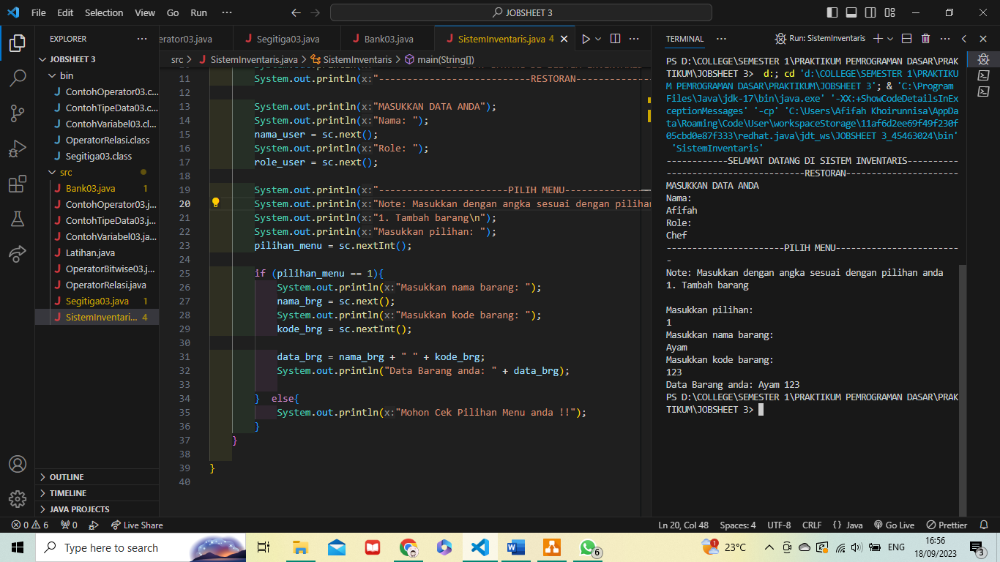 File Edit Selection View Go Run ··· JOBSHEET 3
EXPLORER ···
JOBSHEET 3
bin
ContohOperator03.c...
ContohTipeData03.c...
ContohVariabel03.cl...
OperatorRelasi.class
Segitiga03.class
src
Bank03.java 1
ContohOperator03.j...
ContohTipeData03.j...
ContohVariabel03.ja...
Latihan.java
OperatorBitwise03.j...
OperatorRelasi.java
Segitiga03.java 1
SistemInventari... 4
OUTLINE
TIMELINE
JAVA PROJECTS
erator03.java Segitiga03.java Bank03.java SistemInventaris.java 4
src > SistemInventaris.java > SistemInventaris > main(String[])
11 System.out.println(x:"---------------------------RESTORAN-------------
12
13 System.out.println(x:"MASUKKAN DATA ANDA");
14 System.out.println(x:"Nama: ");
15 nama_user = sc.next();
16 System.out.println(x:"Role: ");
17 role_user = sc.next();
18
19 System.out.println(x:"-----------------------PILIH MENU---------------
20 System.out.println(x:"Note: Masukkan dengan angka sesuai dengan pilihan
21 System.out.println(x:"1. Tambah barang\n");
22 System.out.println(x:"Masukkan pilihan: ");
23 pilihan_menu = sc.nextInt();
24
25 if (pilihan_menu == 1){
26 System.out.println(x:"Masukkan nama barang: ");
27 nama_brg = sc.next();
28 System.out.println(x:"Masukkan kode barang: ");
29 kode_brg = sc.nextInt();
30
31 data_brg = nama_brg + " " + kode_brg;
32 System.out.println("Data Barang anda: " + data_brg);
33
34 } else{
35 System.out.println(x:"Mohon Cek Pilihan Menu anda !!");
36 }
37 }
38
39 }
40
TERMINAL ··· Run: SistemInventaris
PS D:\COLLEGE\SEMESTER 1\PRAKTIKUM PEMROGRAMAN DASAR\PRAK
TIKUM\JOBSHEET 3> d:; cd 'd:\COLLEGE\SEMESTER 1\PRAKTIKU
M PEMROGRAMAN DASAR\PRAKTIKUM\JOBSHEET 3'; & 'C:\Program
Files\Java\jdk-17\bin\java.exe' '-XX:+ShowCodeDetailsInEx
ceptionMessages' '-cp' 'C:\Users\Afifah Khoirunnisa\AppDa
ta\Roaming\Code\User\workspaceStorage\11af6d2ee69f49f230f
05cbd0e87f333\redhat.java\jdt_ws\JOBSHEET 3_45463024\bin'
'SistemInventaris'
------------SELAMAT DATANG DI SISTEM INVENTARIS----------
---------------------------RESTORAN----------------------
MASUKKAN DATA ANDA
Nama:
Afifah
Role:
Chef
-----------------------PILIH MENU------------------------
-
Note: Masukkan dengan angka sesuai dengan pilihan anda
1. Tambah barang
Masukkan pilihan:
1
Masukkan nama barang:
Ayam
Masukkan kode barang:
123
Data Barang anda: Ayam 123
PS D:\COLLEGE\SEMESTER 1\PRAKTIKUM PEMROGRAMAN DASAR\PRAK
TIKUM\JOBSHEET 3>
0 6 0 Live Share Ln 20, Col 48 Spaces: 4 UTF-8 CRLF { } Java Go Live Prettier
Type here to search 6 1 23°C ENG 16:56
18/09/2023 3